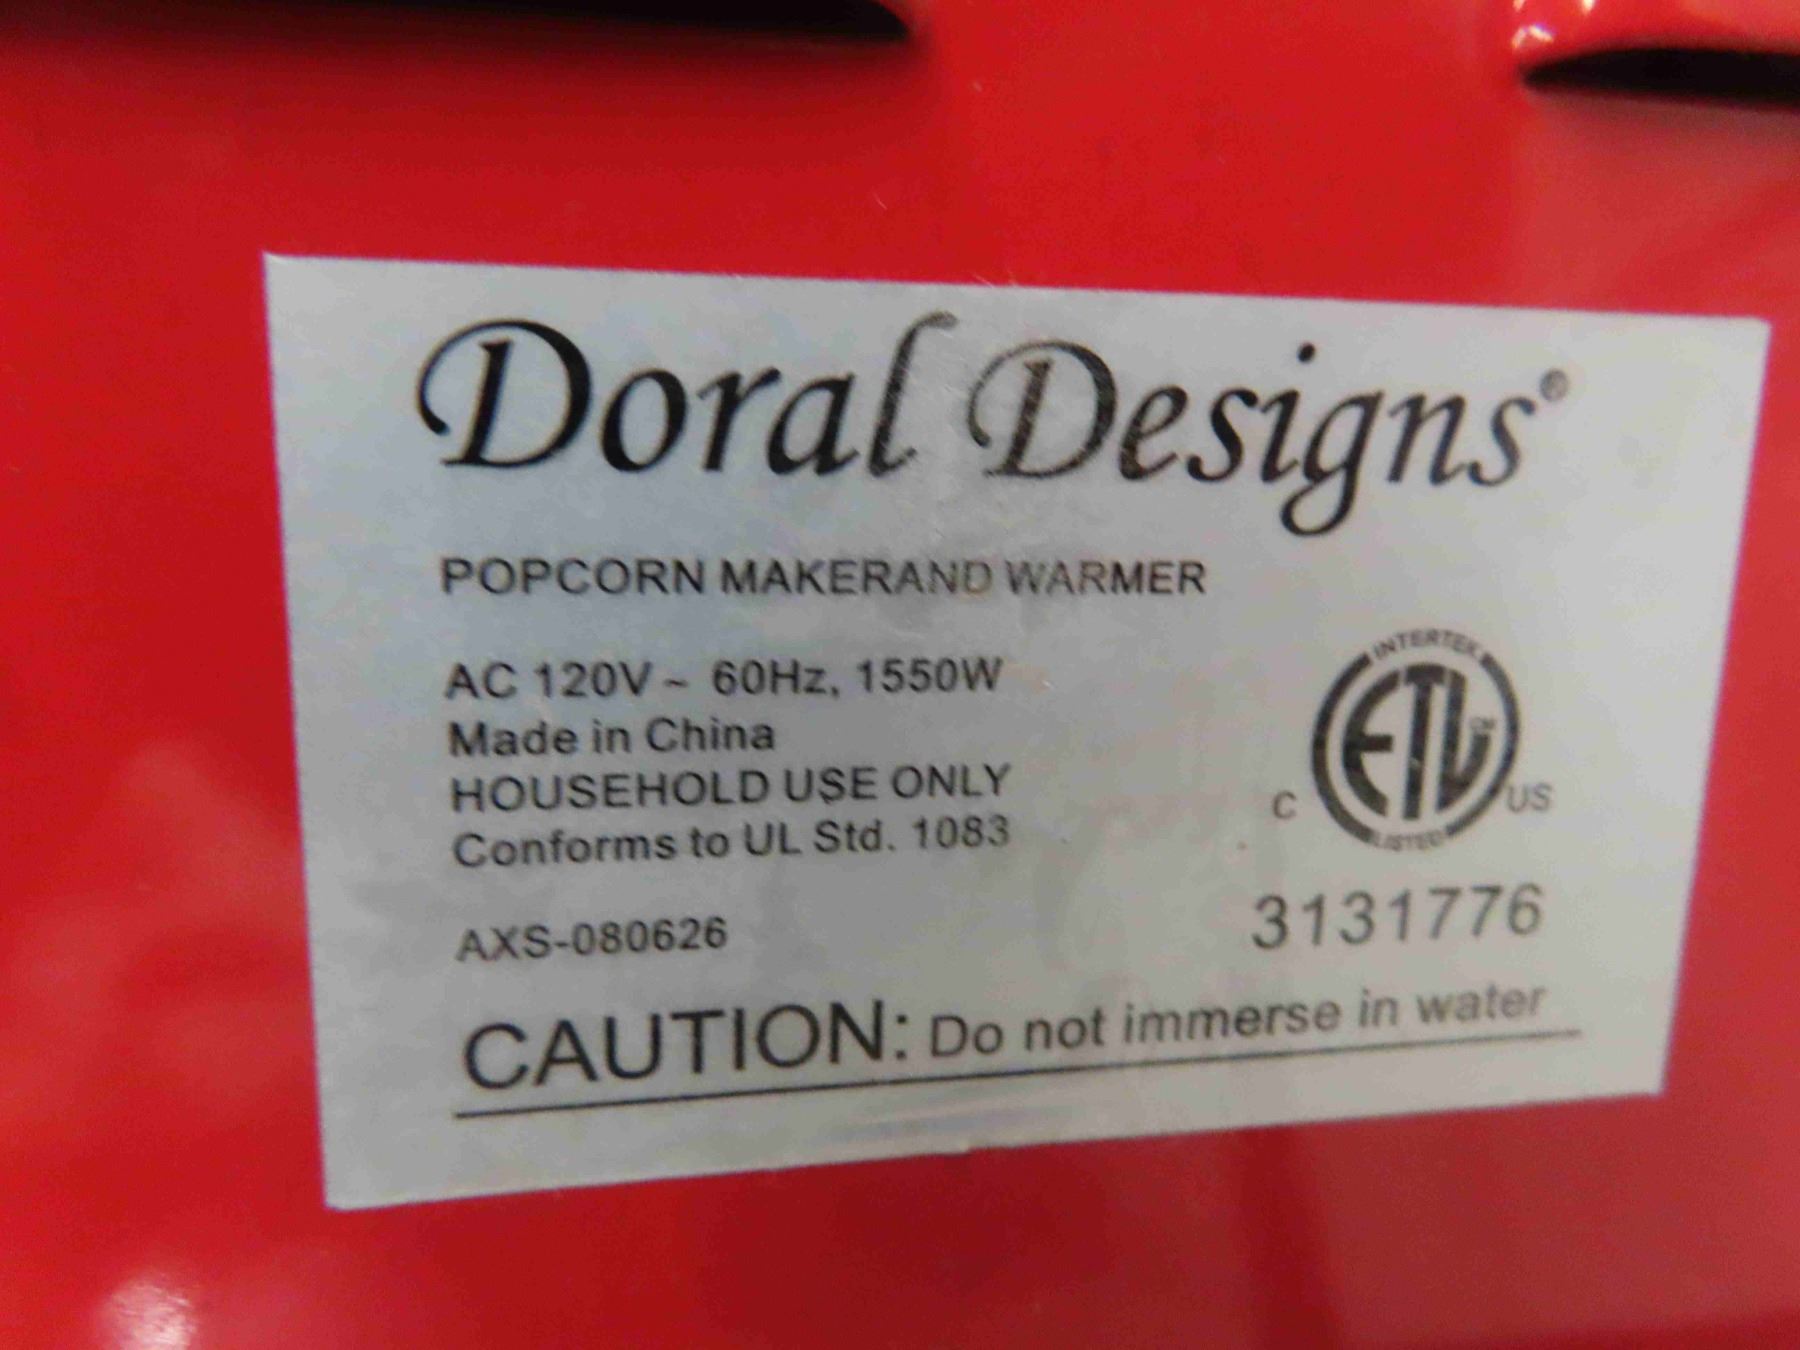 Doral Designs®
POPCORN MAKERAND WARMER
AC 120V ~ 60Hz, 1550W
Made in China
HOUSEHOLD USE ONLY
Conforms to UL Std. 1083
INTERTEK
ETL CM
C US
LISTED
AXS-080626
3131776
CAUTION: Do not immerse in water